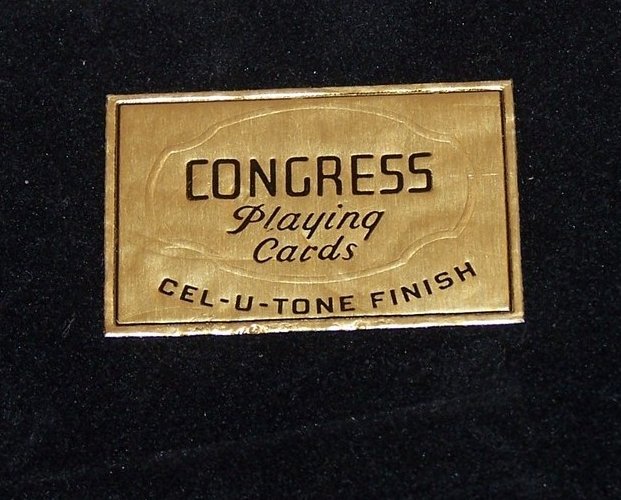 CONGRESS
Playing
Cards
CEL-U-TONE FINISH